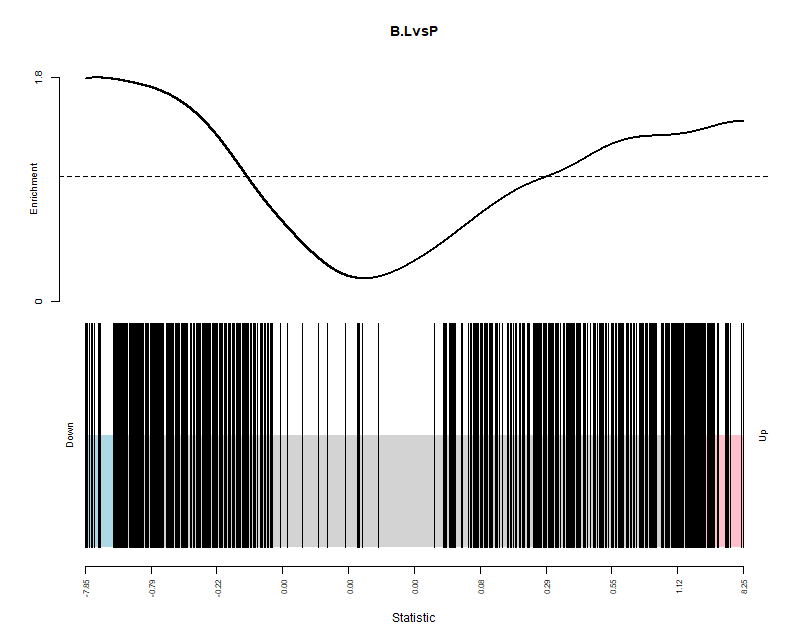 B.LvsP
1.8
Enrichment
0
Down
Up
-7.85
-0.79
-0.22
0.00
0.00
0.00
0.08
0.29
0.55
1.12
8.25
Statistic